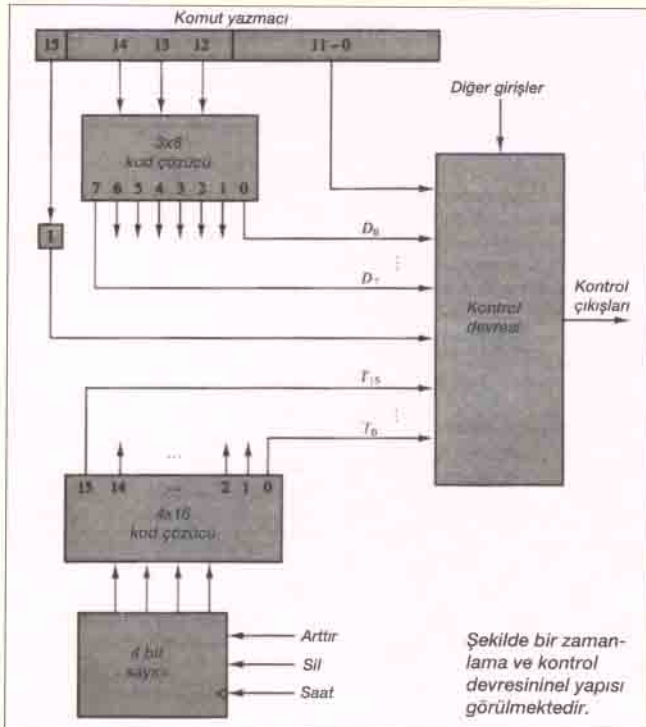 Komut yazmacı
15 14 13 12 11 - 0
Diğer girişler
3x8
kod çözücü
7 6 5 4 3 2 1 0
I
D₀
⋮
D₇
Kontrol
devresi
Kontrol
çıkışları
T₁₅
⋮
T₀
...
15 14 ... 2 1 0
4x16
kod çözücü
4 bit
Arttır
Sil
Saat
Şekilde bir zaman-
lama ve kontrol
devresininel yapısı
görülmektedir.